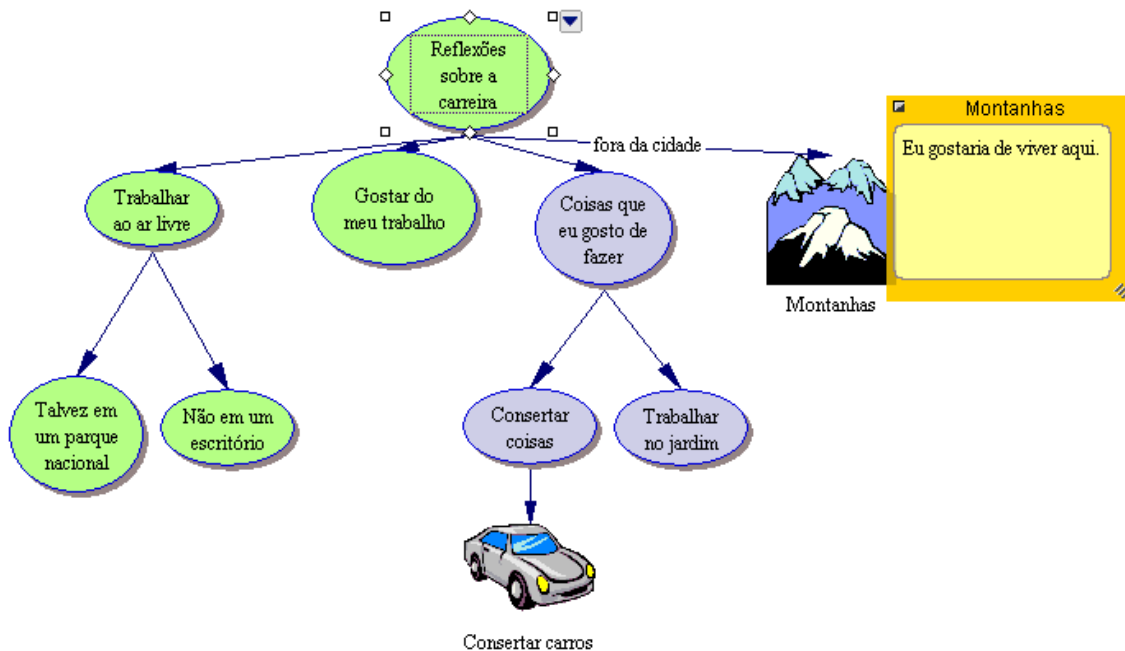 Reflexões
sobre a
carreira
fora da cidade
Montanhas
Eu gostaria de viver aqui.
Trabalhar
ao ar livre
Gostar do
meu trabalho
Coisas que
eu gosto de
fazer
Montanhas
Talvez em
um parque
nacional
Não em um
escritório
Consertar
coisas
Trabalhar
no jardim
Consertar carros